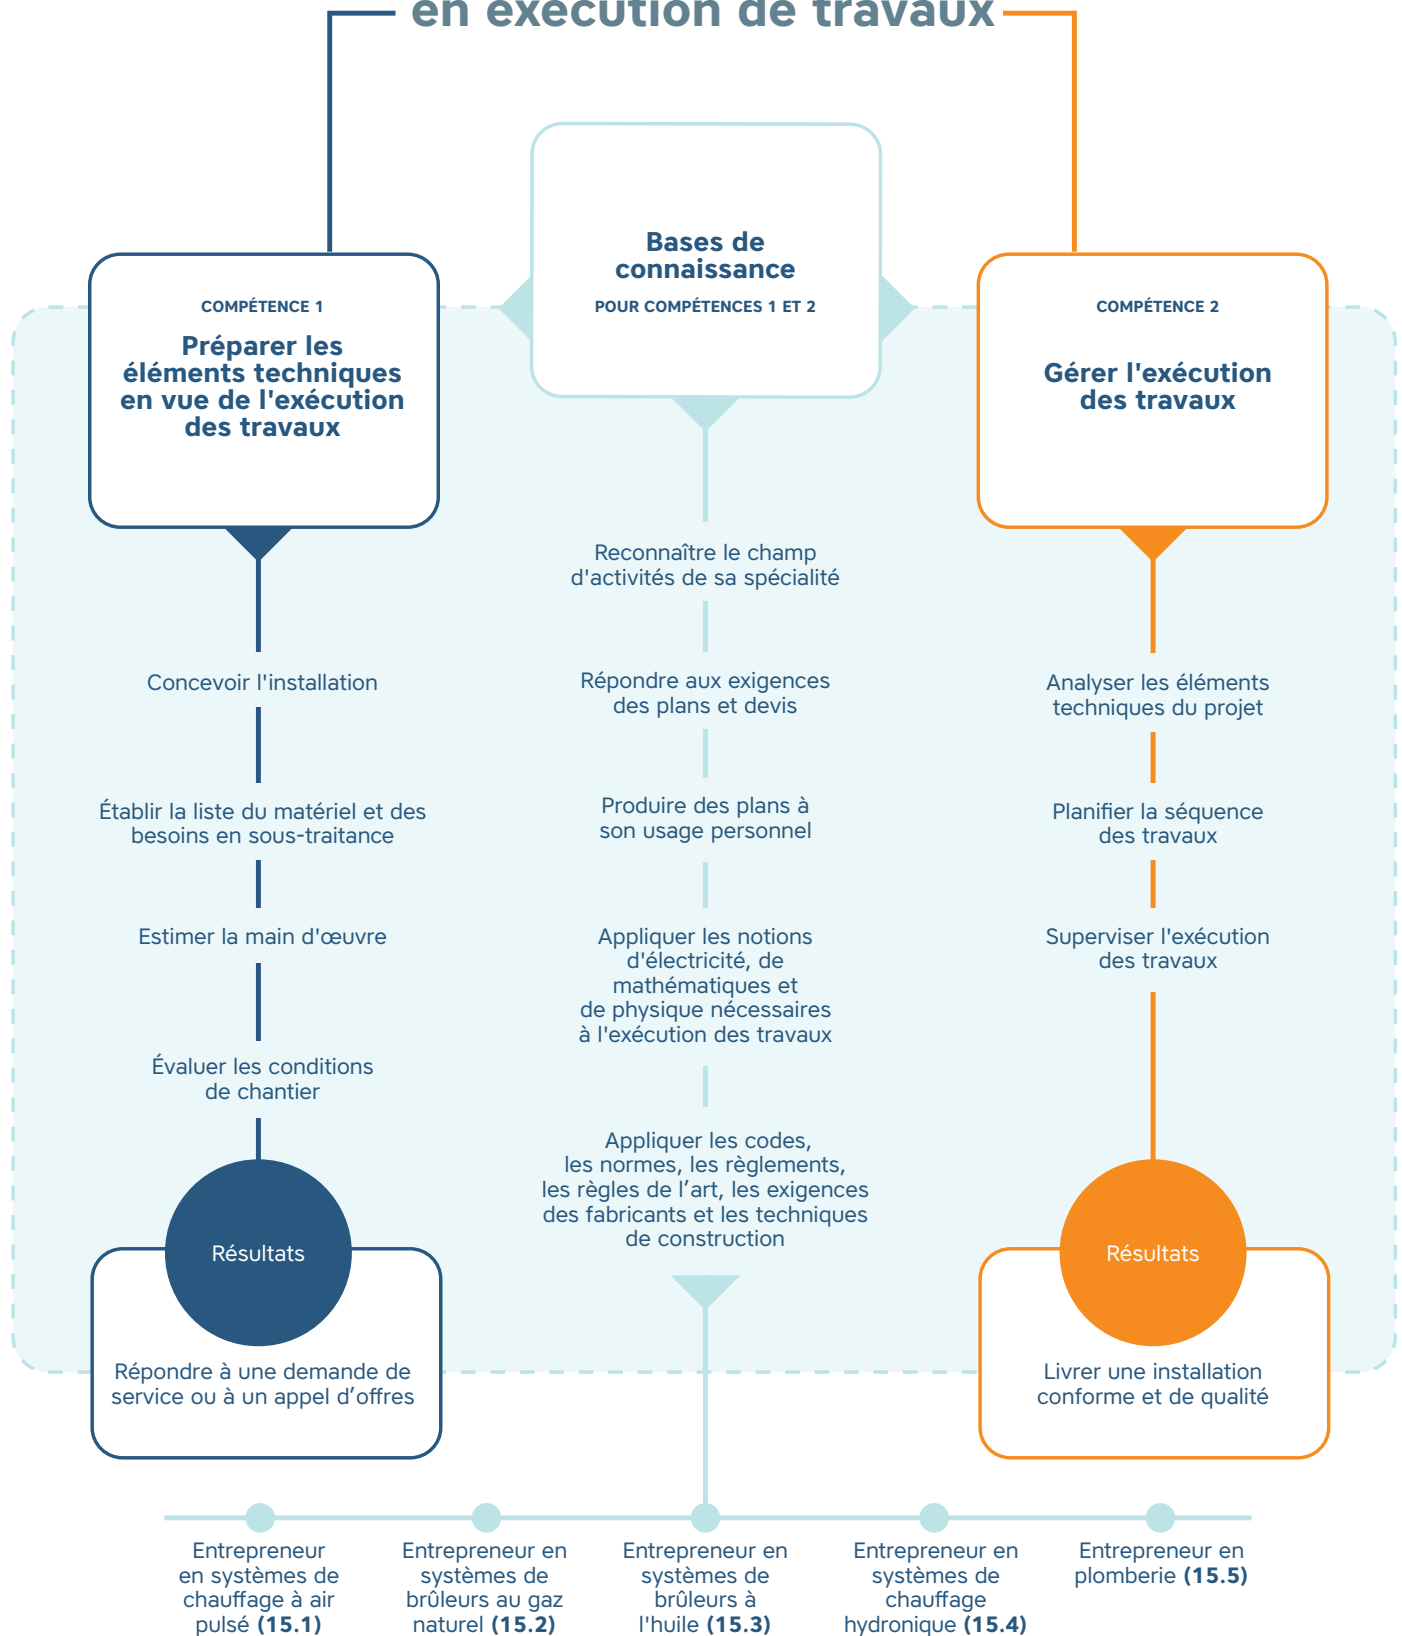 en exécution de travaux
COMPÉTENCE 1
Préparer les
éléments techniques
en vue de l'exécution
des travaux
Concevoir l'installation
Établir la liste du matériel et des
besoins en sous-traitance
Estimer la main d'œuvre
Évaluer les conditions
de chantier
Résultats
Répondre à une demande de
service ou à un appel d’offres
Bases de
connaissance
POUR COMPÉTENCES 1 ET 2
Reconnaître le champ
d'activités de sa spécialité
Répondre aux exigences
des plans et devis
Produire des plans à
son usage personnel
Appliquer les notions
d'électricité, de
mathématiques et
de physique nécessaires
à l'exécution des travaux
Appliquer les codes,
les normes, les règlements,
les règles de l’art, les exigences
des fabricants et les techniques
de construction
COMPÉTENCE 2
Gérer l'exécution
des travaux
Analyser les éléments
techniques du projet
Planifier la séquence
des travaux
Superviser l'exécution
des travaux
Résultats
Livrer une installation
conforme et de qualité
Entrepreneur
en systèmes de
chauffage à air
pulsé (15.1)
Entrepreneur en
systèmes de
brûleurs au gaz
naturel (15.2)
Entrepreneur en
systèmes de
brûleurs à
l'huile (15.3)
Entrepreneur en
systèmes de
chauffage
hydronique (15.4)
Entrepreneur en
plomberie (15.5)